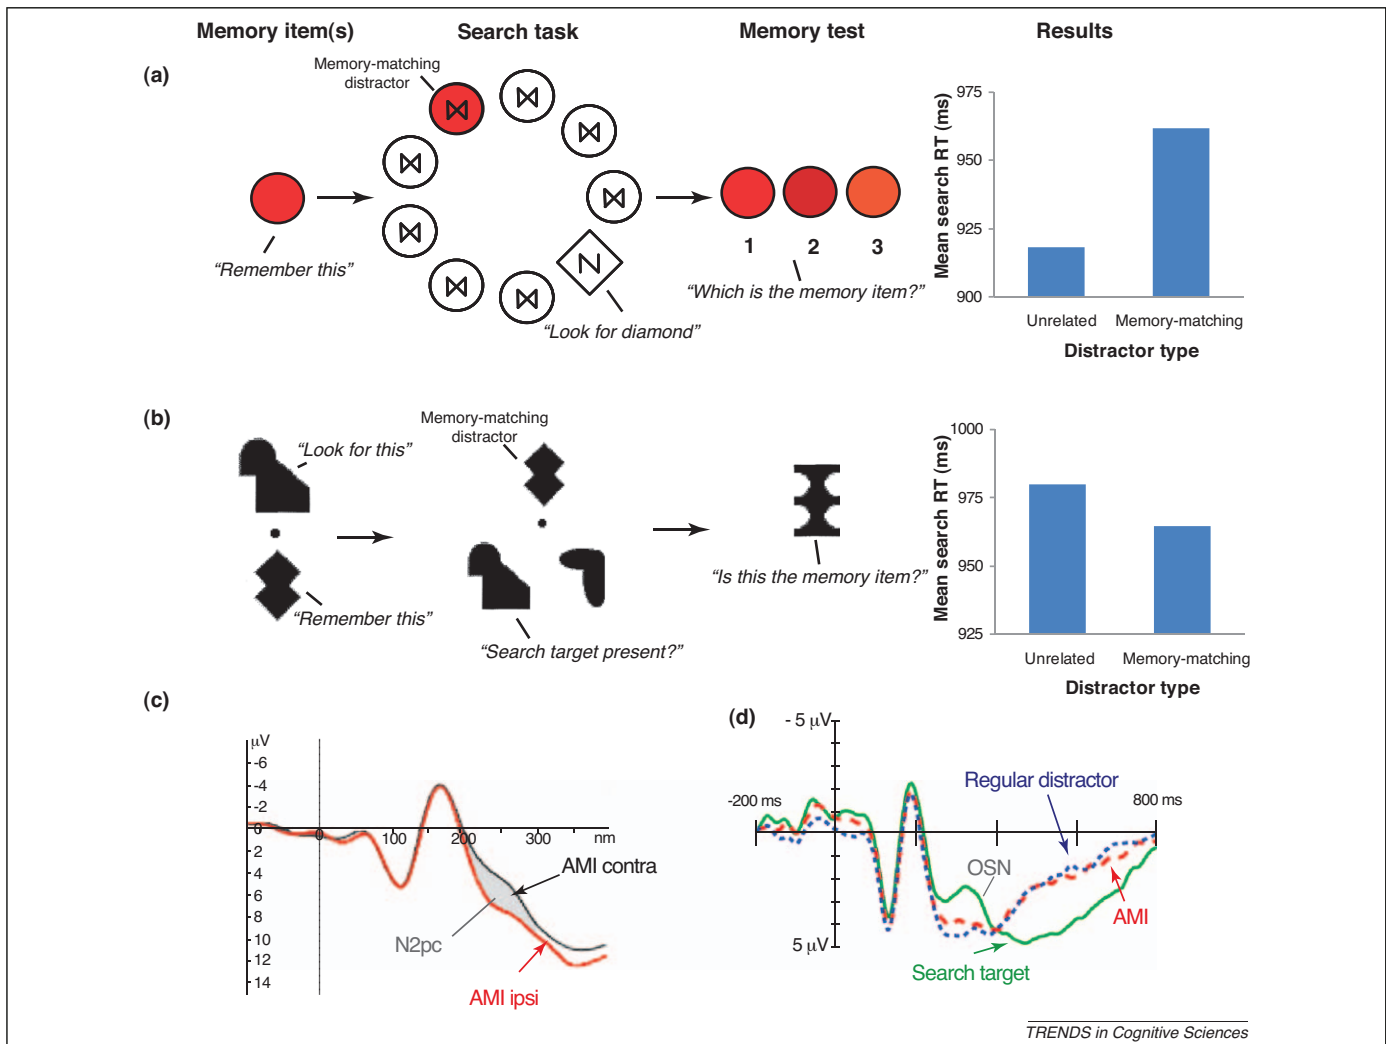 Memory item(s) Search task Memory test Results
(a)
Memory-matching
distractor
"Remember this"
N
"Look for diamond"
1 2 3
"Which is the memory item?"
Mean search RT (ms)
975
950
925
900
Unrelated Memory-matching
Distractor type
(b)
"Look for this"
"Remember this"
Memory-matching
distractor
"Search target present?"
"Is this the memory item?"
Mean search RT (ms)
1000
975
950
925
Unrelated Memory-matching
Distractor type
(c)
µV
-6
-4
-2
0
2
4
6
8
10
12
14
0 100 200 300 nm
AMI contra
N2pc
AMI ipsi
(d)
- 5 µV
-200 ms
800 ms
Regular distractor
OSN
AMI
5 µV
Search target
TRENDS in Cognitive Sciences